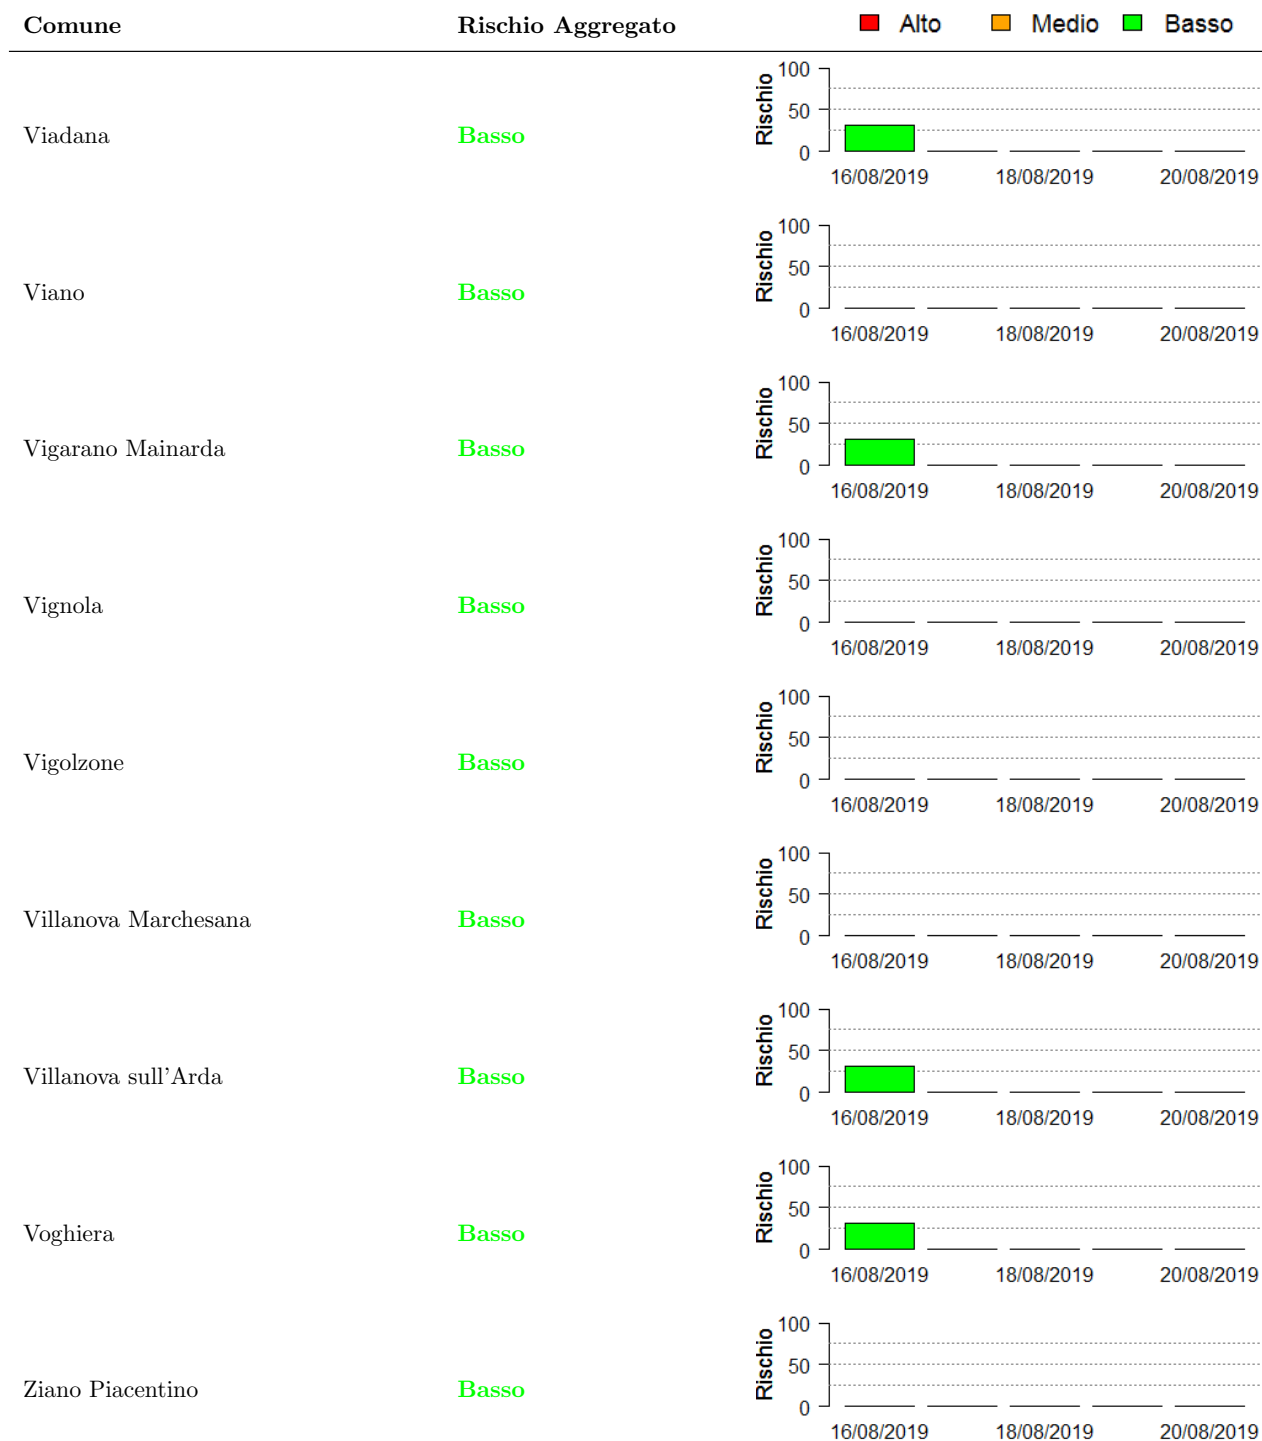 Comune Rischio Aggregato Alto Medio Basso
Viadana Basso Rischio 100 50 0
16/08/2019 18/08/2019 20/08/2019
Viano Basso Rischio 100 50 0
16/08/2019 18/08/2019 20/08/2019
Vigarano Mainarda Basso Rischio 100 50 0
16/08/2019 18/08/2019 20/08/2019
Vignola Basso Rischio 100 50 0
16/08/2019 18/08/2019 20/08/2019
Vigolzone Basso Rischio 100 50 0
16/08/2019 18/08/2019 20/08/2019
Villanova Marchesana Basso Rischio 100 50 0
16/08/2019 18/08/2019 20/08/2019
Villanova sull'Arda Basso Rischio 100 50 0
16/08/2019 18/08/2019 20/08/2019
Voghiera Basso Rischio 100 50 0
16/08/2019 18/08/2019 20/08/2019
Ziano Piacentino Basso Rischio 100 50 0
16/08/2019 18/08/2019 20/08/2019